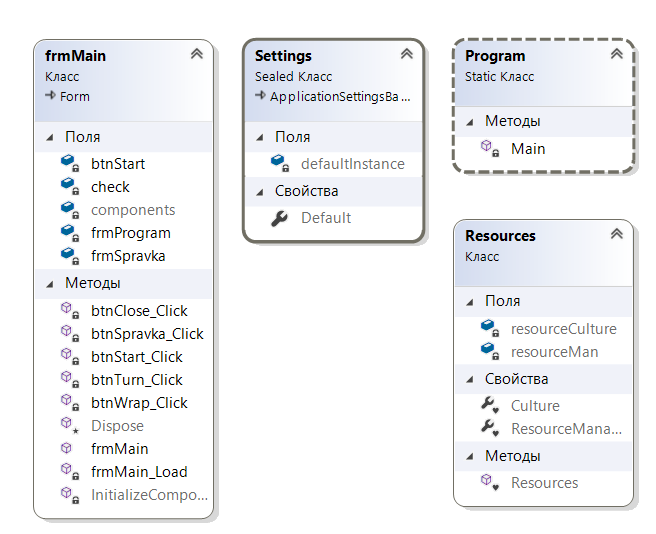 frmMain
Класс
Form
Поля
btnStart
check
components
frmProgram
frmSpravka
Методы
btnClose_Click
btnSpravka_Click
btnStart_Click
btnTurn_Click
btnWrap_Click
Dispose
frmMain
frmMain_Load
InitializeCompo...
Settings
Sealed Класс
ApplicationSettingsBa...
Поля
defaultInstance
Свойства
Default
Program
Static Класс
Методы
Main
Resources
Класс
Поля
resourceCulture
resourceMan
Свойства
Culture
ResourceMana...
Методы
Resources